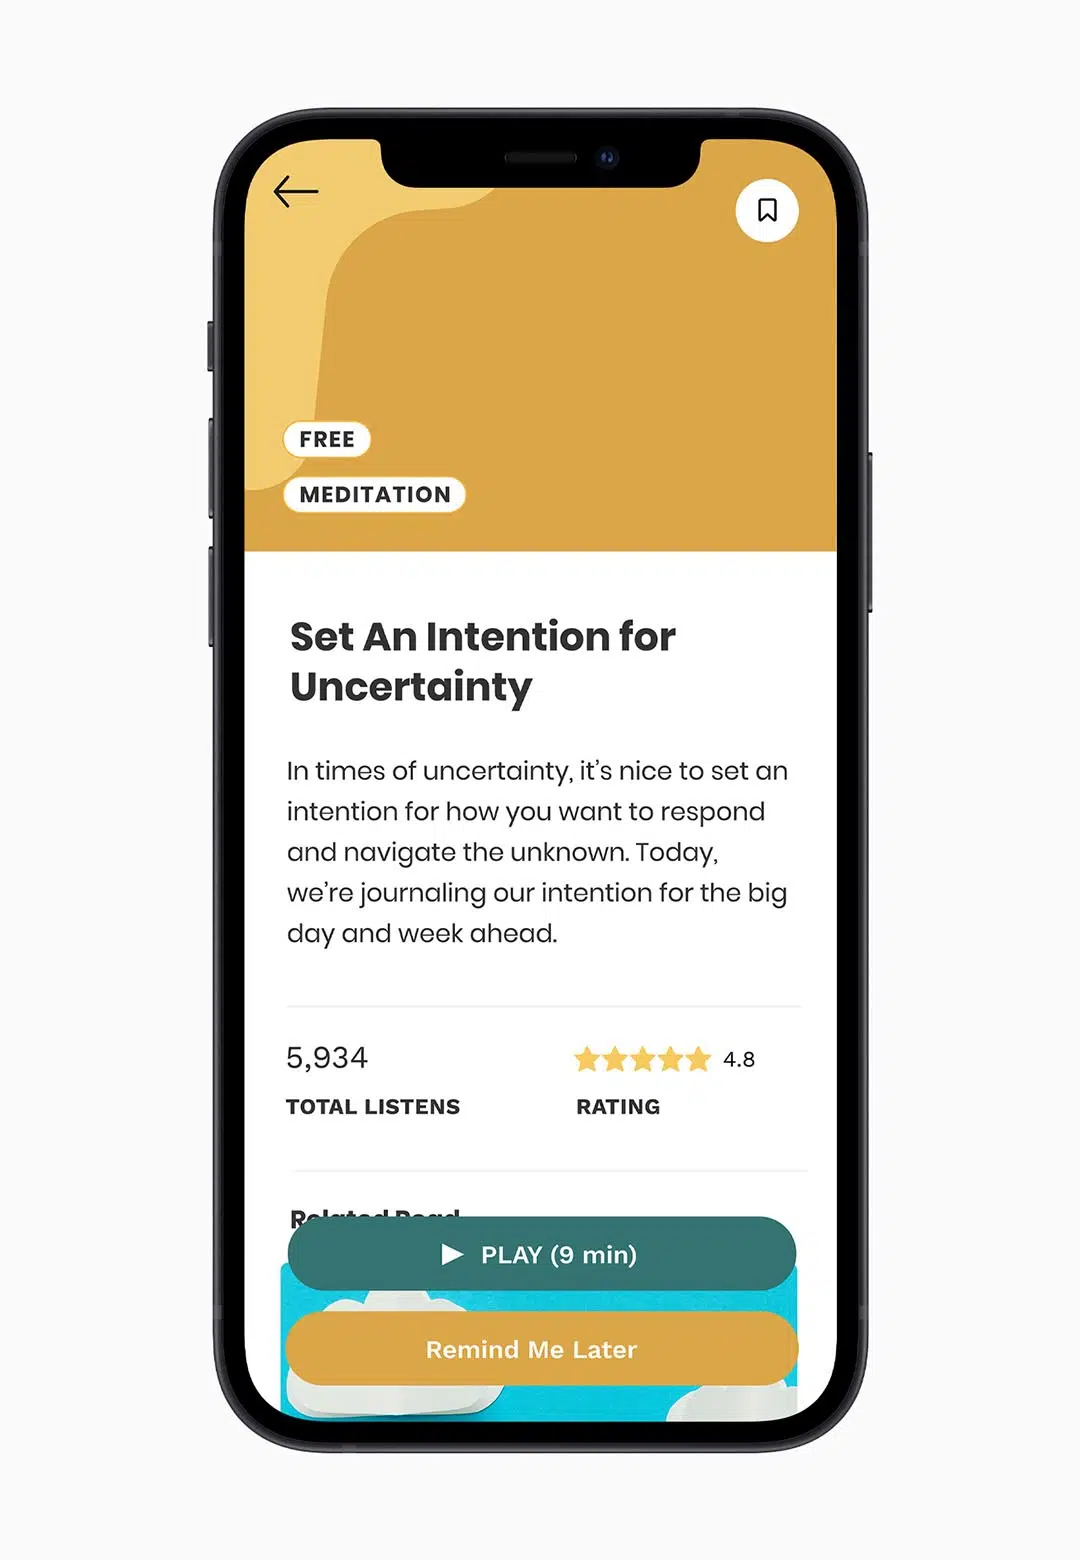 FREE
MEDITATION
Set An Intention for
Uncertainty
In times of uncertainty, it’s nice to set an
intention for how you want to respond
and navigate the unknown. Today,
we’re journaling our intention for the big
day and week ahead.
5,934
4.8
TOTAL LISTENS
RATING
Related Read
PLAY (9 min)
Remind Me Later